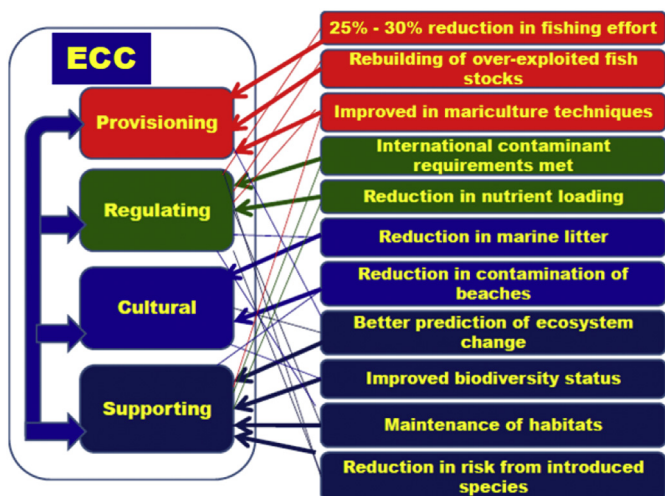 ECC
Provisioning
Regulating
Cultural
Supporting
25% - 30% reduction in fishing effort
Rebuilding of over-exploited fish
stocks
Improved in mariculture techniques
International contaminant
requirements met
Reduction in nutrient loading
Reduction in marine litter
Reduction in contamination of
beaches
Better prediction of ecosystem
change
Improved biodiversity status
Maintenance of habitats
Reduction in risk from introduced
species